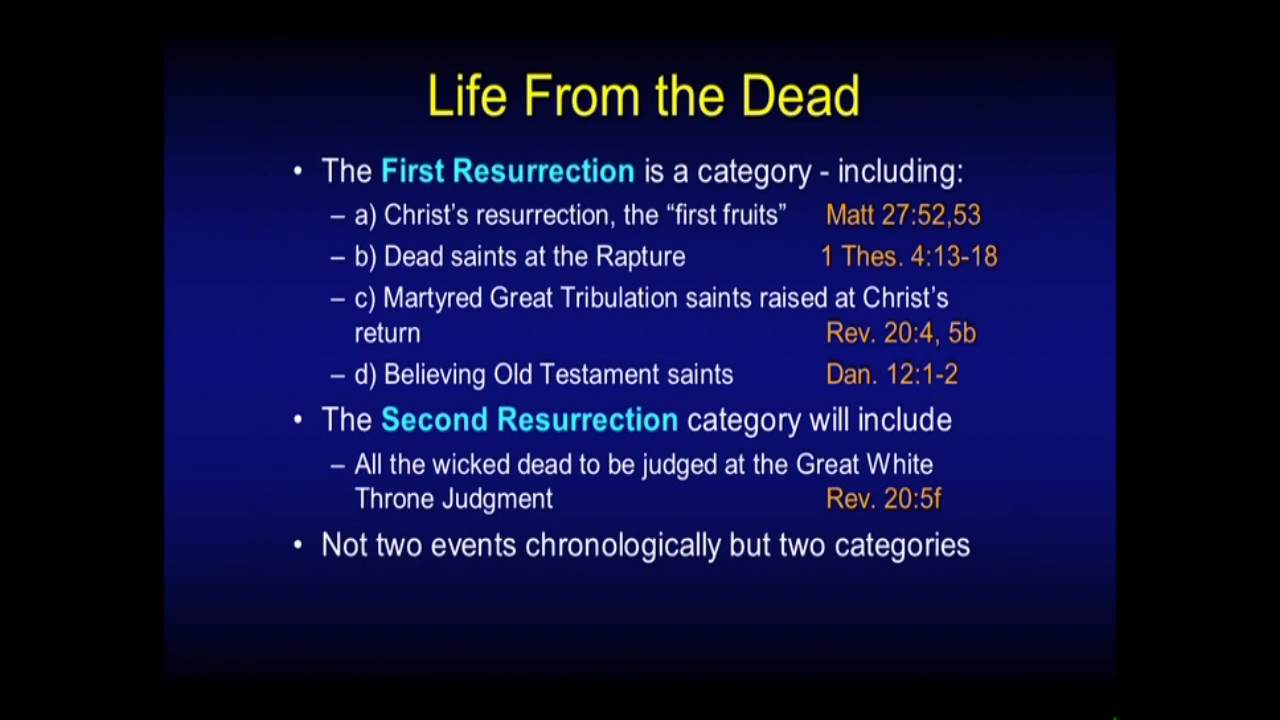 Life From the Dead
• The First Resurrection is a category - including:
– a) Christ's resurrection, the “first fruits” Matt 27:52,53
– b) Dead saints at the Rapture 1 Thes. 4:13-18
– c) Martyred Great Tribulation saints raised at Christ's
return Rev. 20:4, 5b
– d) Believing Old Testament saints Dan. 12:1-2
• The Second Resurrection category will include
– All the wicked dead to be judged at the Great White
Throne Judgment Rev. 20:5f
• Not two events chronologically but two categories